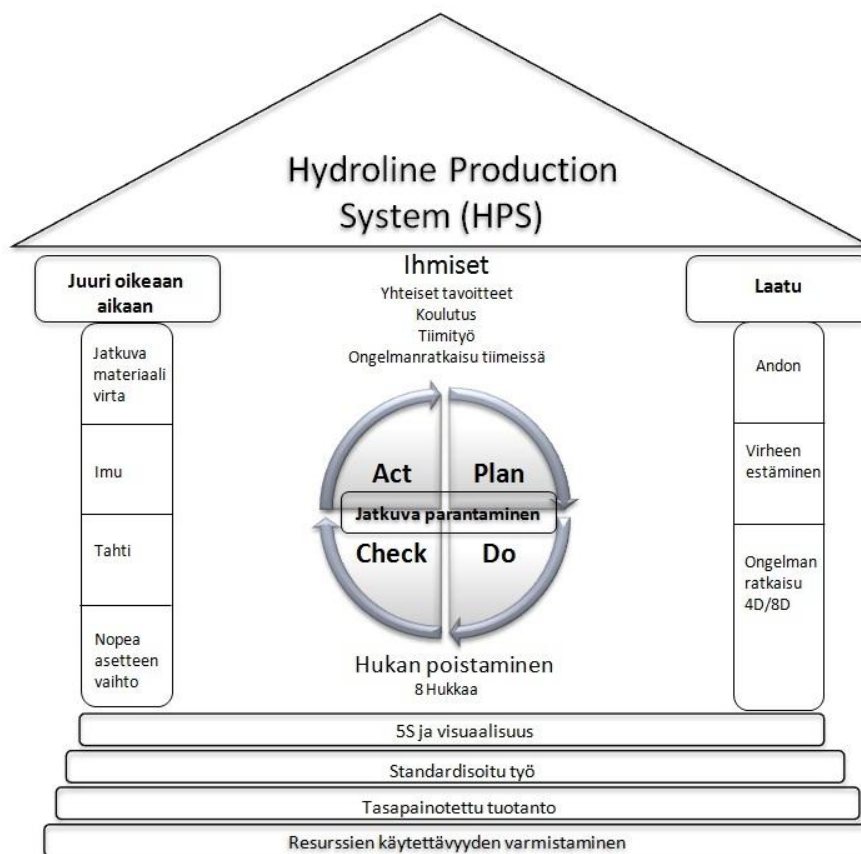 Hydroline Production
System (HPS)
Juuri oikeaan
aikaan
Jatkuva
materiaali
virta
Imu
Tahti
Nopea
asetteen
vaihto
Ihmiset
Yhteiset tavoitteet
Koulutus
Tiimityö
Ongelmanratkaisu tiimeissä
Act
Plan
Jatkuva parantaminen
Check
Do
Hukan poistaminen
8 Hukkaa
Laatu
Andon
Virheen
estäminen
Ongelman
ratkaisu
4D/8D
5S ja visuaalisuus
Standardisoitu työ
Tasapainotettu tuotanto
Resurssien käytettävyyden varmistaminen